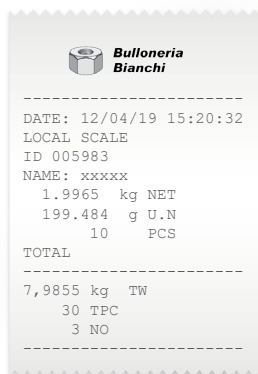 Bulloneria
Bianchi
-----------------------
DATE: 12/04/19 15:20:32
LOCAL SCALE
ID 005983
NAME: xxxxx
1.9965 kg NET
199.484 g U.N
10 PCS
TOTAL
-----------------------
7,9855 kg TW
30 TPC
3 NO
-----------------------